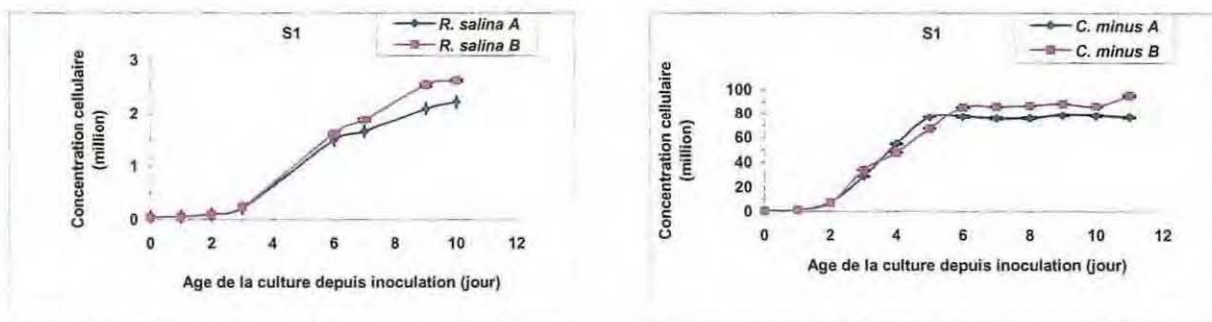 S1
R. salina A
R. salina B
3
2
1
0
Concentration cellulaire
(million)
0 2 4 6 8 10 12
Age de la culture depuis inoculation (jour)
S1
C. minus A
C. minus B
100
80
60
40
20
0
Concentration cellulaire
(million)
0 2 4 6 8 10 12
Age de la culture depuis inoculation (jour)